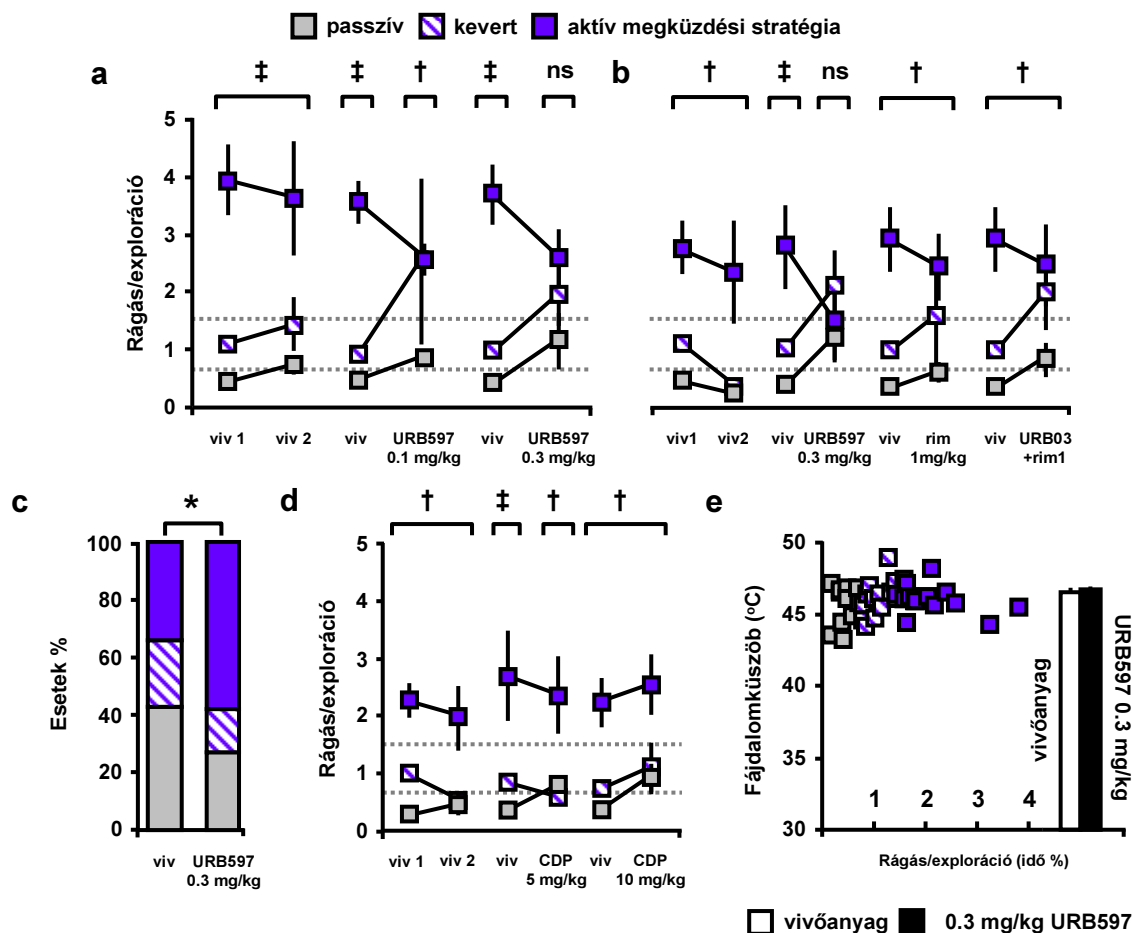 passzív kevert aktív megküzdési stratégia
a
‡ ‡ † ‡ ns
Rágás/exploráció
5
4
3
2
1
0
viv 1 viv 2 viv URB597 0.1 mg/kg viv URB597 0.3 mg/kg
b
† ‡ ns † †
viv1 viv2 viv URB597 0.3 mg/kg viv rim 1mg/kg viv URB03 +rim1
c
*
Esetek %
100
80
60
40
20
0
viv URB597 0.3 mg/kg
d
† ‡ † †
Rágás/exploráció
5
4
3
2
1
0
viv 1 viv 2 viv CDP 5 mg/kg viv CDP 10 mg/kg
e
Fájdalomküszöb (oC)
50
45
40
35
30
1 2 3 4
vivőanyag
URB597 0.3 mg/kg
Rágás/exploráció (idő %)
vivőanyag 0.3 mg/kg URB597